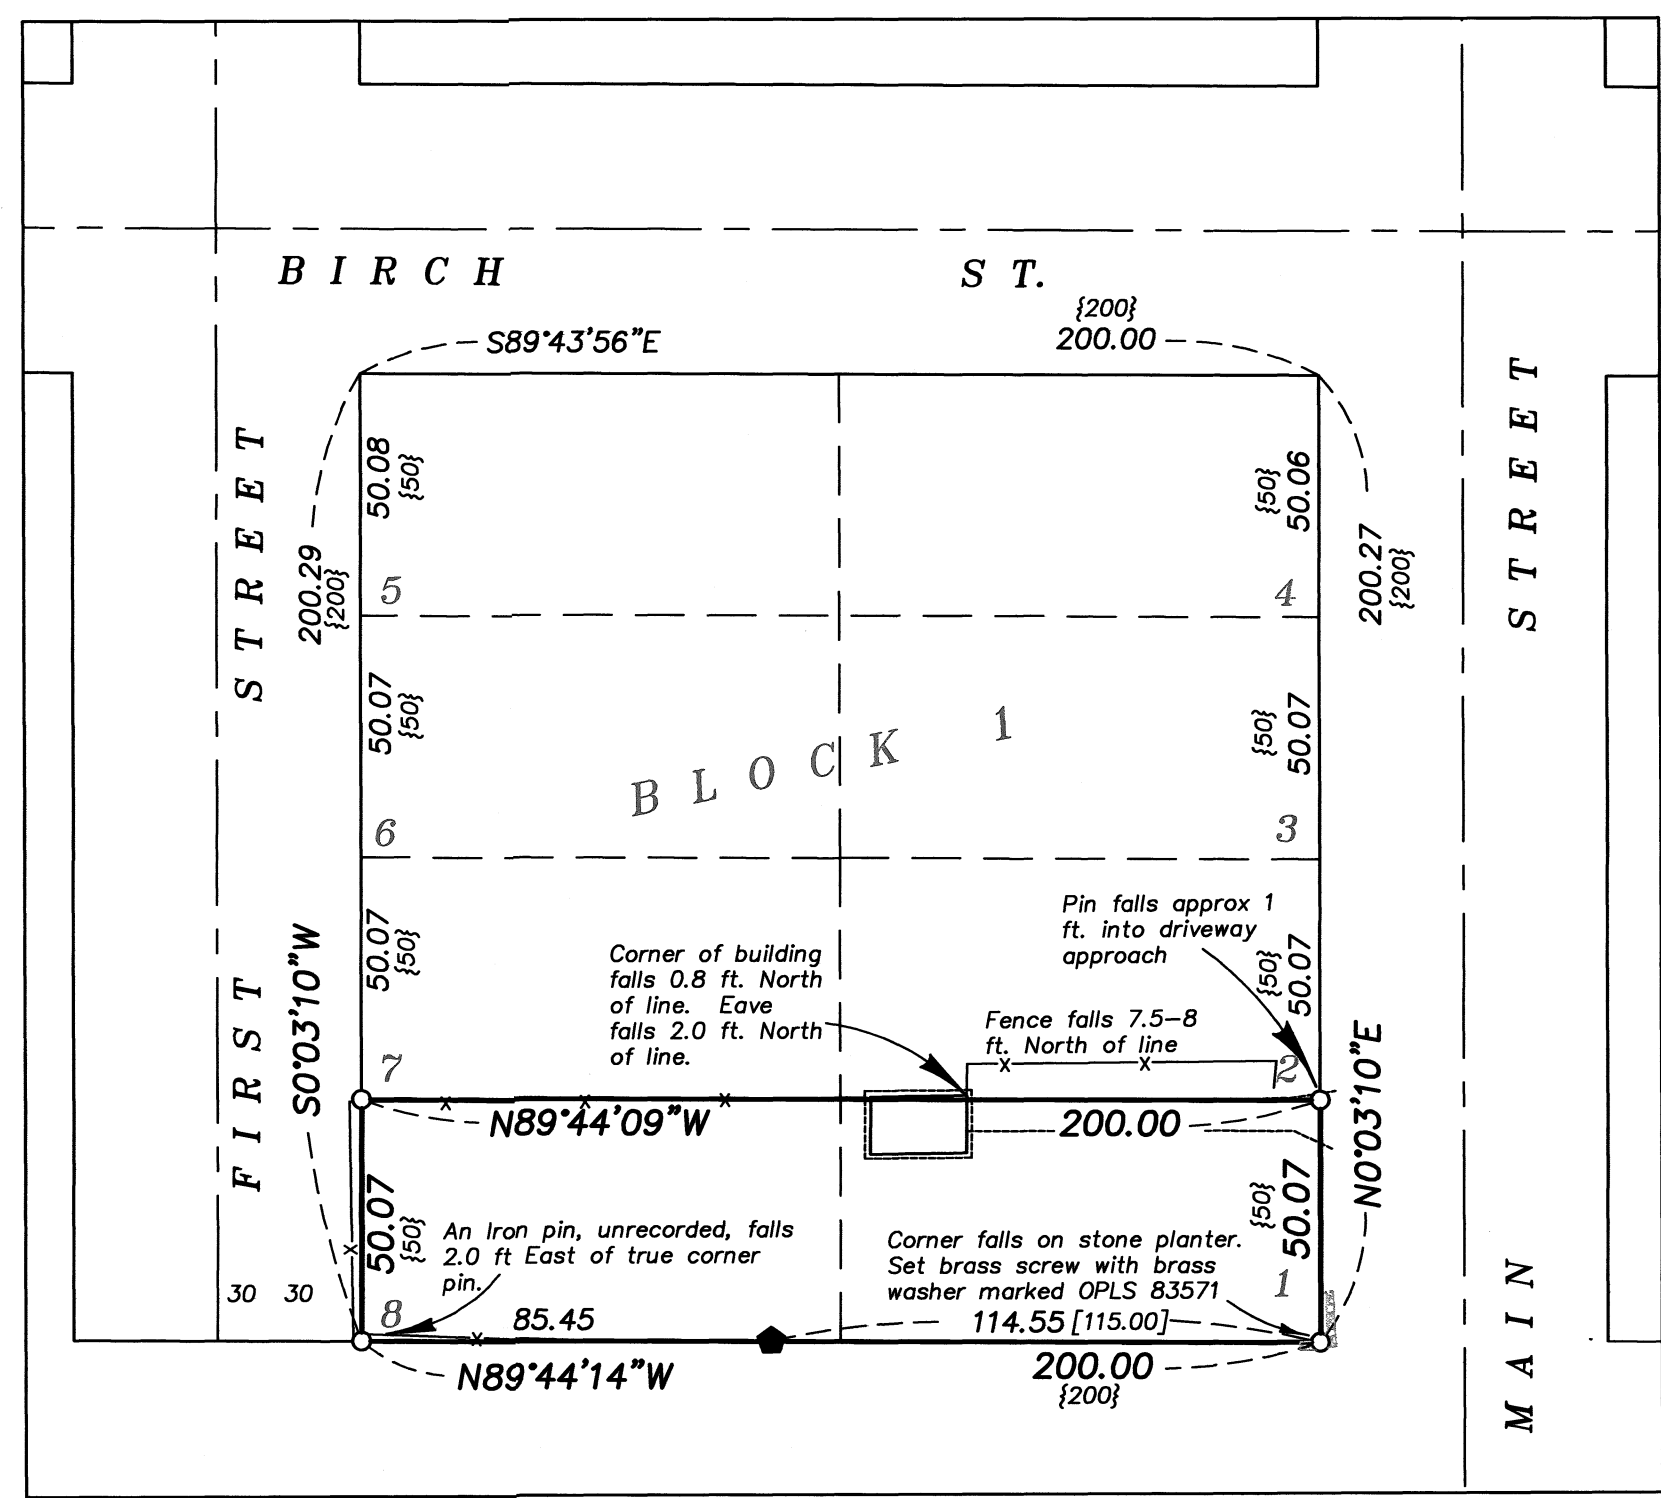 BIRCH ST.
{200}
S89°43'56"E
200.00
50.08
{50}
{50}
50.06
STREET
STREET
200.29
{200}
200.27
{200}
5
4
50.07
{50}
{50}
50.07
BLOCK 1
6
3
Pin falls approx 1
ft. into driveway
approach
50.07
{50}
{50}
50.07
Corner of building
falls 0.8 ft. North
of line. Eave
falls 2.0 ft. North
of line.
Fence falls 7.5-8
ft. North of line
FIRST
S0°03'10"W
7
2
N0°03'10"E
x
x
x
x
x
N89°44'09"W
200.00
50.07
{50}
{50}
50.07
x
An Iron pin, unrecorded, falls
2.0 ft East of true corner
pin.
Corner falls on stone planter.
Set brass screw with brass
washer marked OPLS 83571
30 30
8
1
MAIN
85.45
114.55 [115.00]
x
N89°44'14"W
200.00
{200}